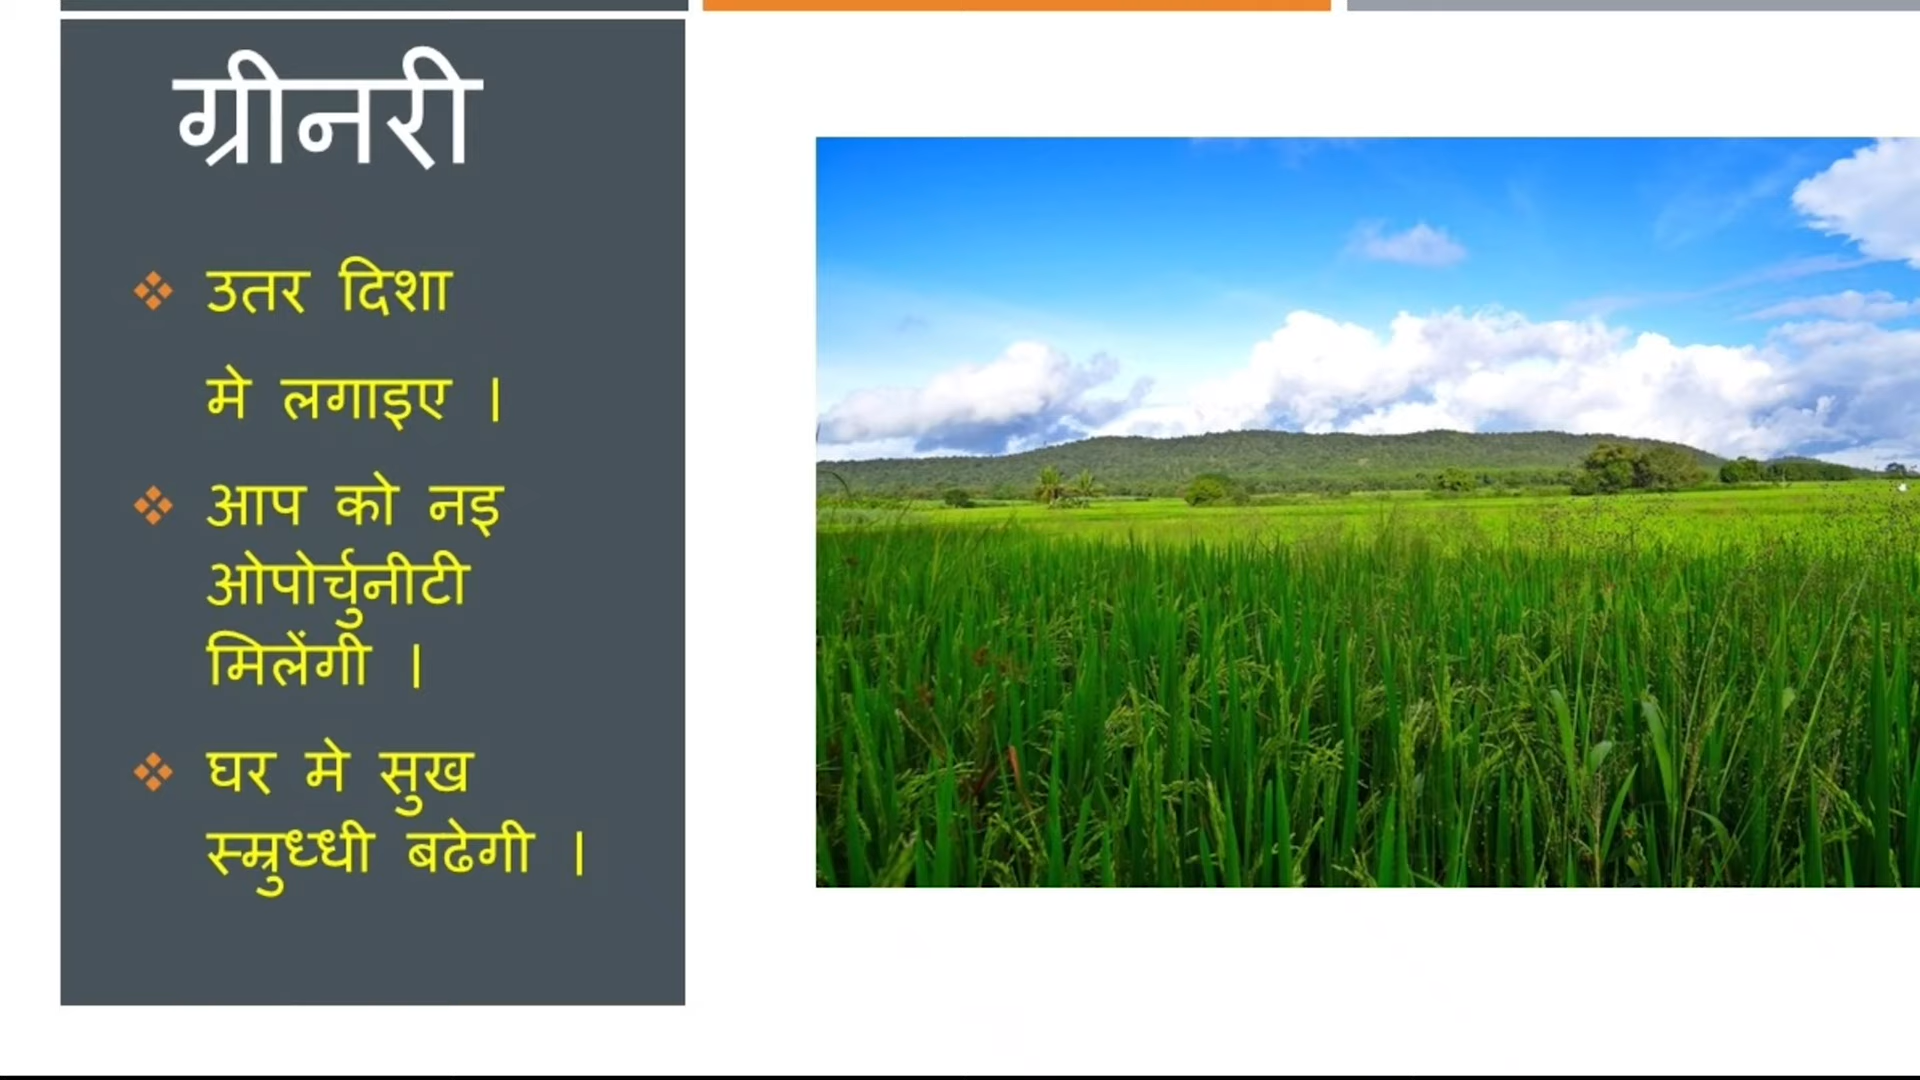 ग्रीनरी
उतर दिशा
मे लगाइए ।
आप को नइ
ओपोर्चुनीटी
मिलेंगी ।
घर मे सुख
स्म्रुध्धी बढेगी ।